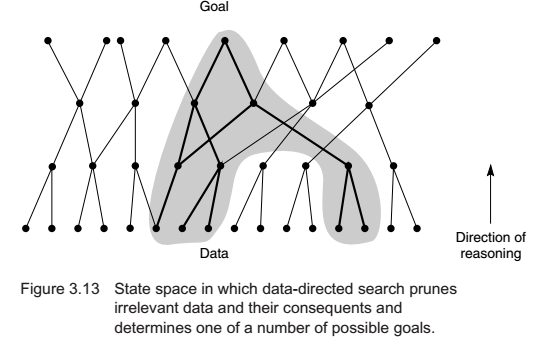 Goal
Data
Direction of
reasoning
Figure 3.13 State space in which data-directed search prunes
irrelevant data and their consequents and
determines one of a number of possible goals.